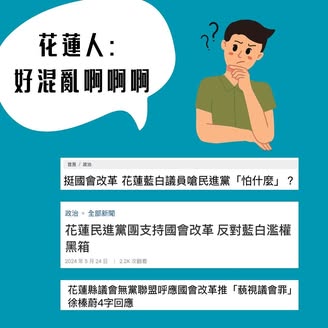 花蓮人:
好混亂啊啊啊
? ? ?
首頁 / 政治
挺國會改革 花蓮藍白議員嗆民進黨「怕什麼」?
政治 • 全部新聞
花蓮民進黨團支持國會改革 反對藍白濫權
黑箱
2024 年 5 月 24 日 | 2.2K 次觀看
花蓮縣議會無黨聯盟呼應國會改革推「藐視議會罪」
徐榛蔚4字回應